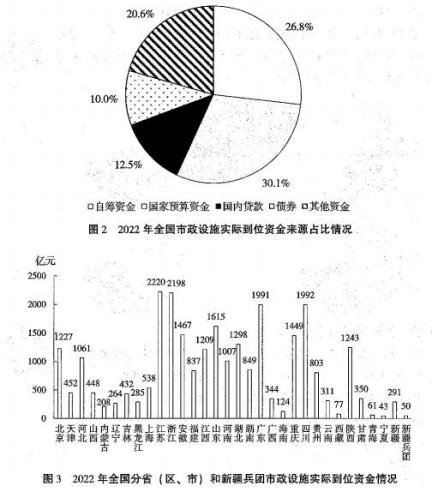 20.6%
26.8%
10.0%
12.5%
30.1%
□自筹资金 □国家预算资金 ■国内贷款 □债券 ■其他资金
图 2 2022 年全国市政设施实际到位资金来源占比情况
亿元
2500
2000
1500
1000
500
0
1227 452 1061 448 208 264 432 285 538 2220 2198 1467 837 1209 1615 1007 1298 849 1991 344 124 1449 1992 803 311 77 1243 350 61 43 291 50
北京 天津 河北 山西 内蒙古 辽宁 吉林 黑龙江 上海 江苏 浙江 安徽 福建 江西 山东 河南 湖北 湖南 广东 广西 海南 重庆 四川 贵州 云南 西藏 陕西 甘肃 青海 宁夏 新疆 新疆兵团
图 3 2022 年全国分省（区、市）和新疆兵团市政设施实际到位资金情况